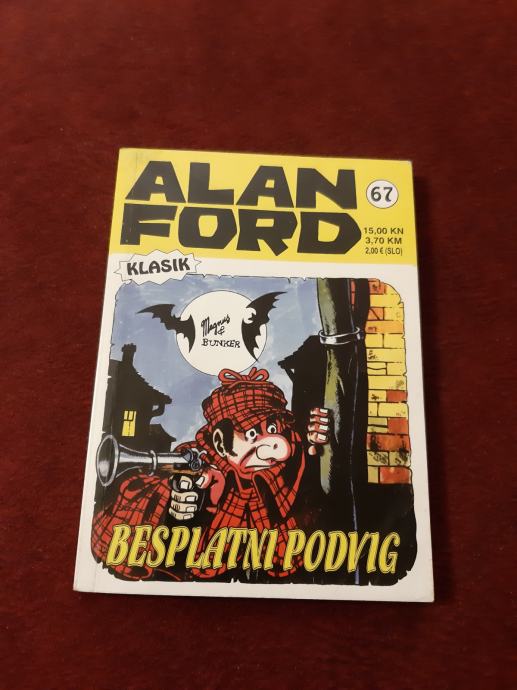 ALAN
FORD
67
15,00 KN
3,70 KM
2,00 € (SLO)
KLASIK
Magnus
&
BUNKER
BESPLATNI PODVIG